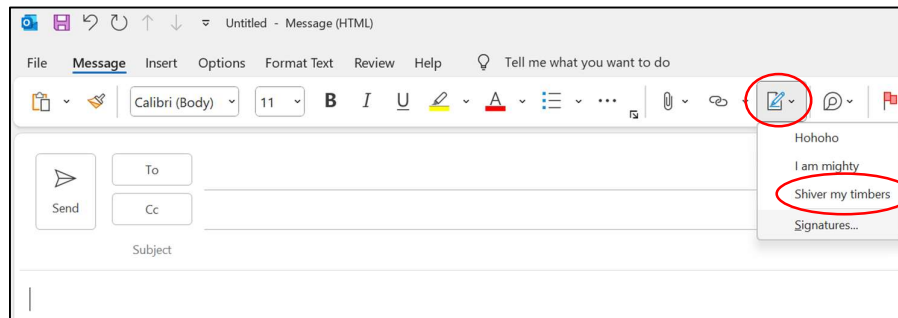 Untitled - Message (HTML)
File Message Insert Options Format Text Review Help Tell me what you want to do
Calibri (Body) 11 B I U A
Hohoho
To
I am mighty
Send
Shiver my timbers
Cc
Signatures...
Subject